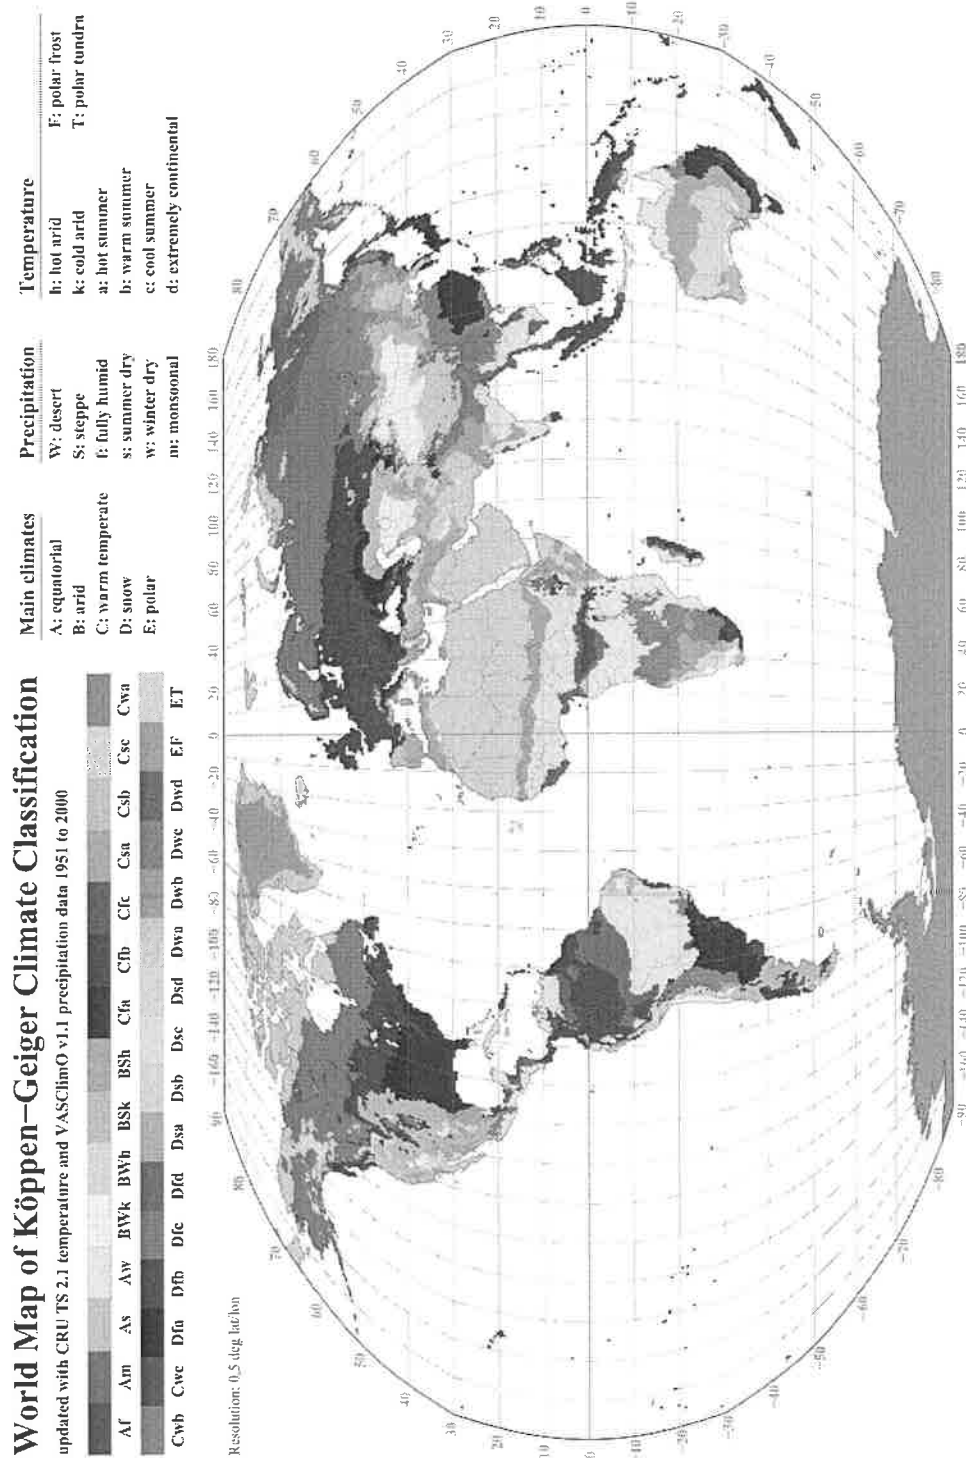 World Map of Köppen−Geiger Climate Classification
updated with CRU TS 2.1 temperature and VASClimO v1.1 precipitation data 1951 to 2000
Af Am As Aw BWk BWh BSk BSh Cfa Cfb Cfc Csa Csb Csc Cwa
Cwb Cwc Dfa Dfb Dfc Dfd Dsa Dsb Dsc Dsd Dwa Dwb Dwc Dwd EF ET
Main climates
A: equatorial
B: arid
C: warm temperate
D: snow
E: polar
Precipitation
W: desert
S: steppe
f: fully humid
s: summer dry
w: winter dry
m: monsoonal
Temperature
h: hot arid
k: cold arid
a: hot summer
b: warm summer
c: cool summer
d: extremely continental
F: polar frost
T: polar tundra
Resolution: 0.5 deg lat/lon